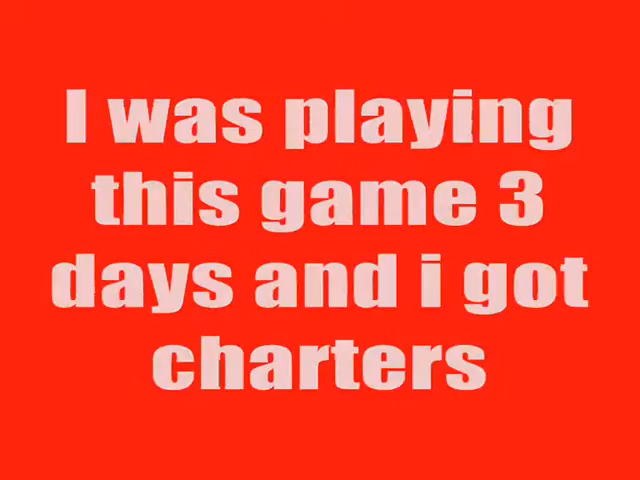 I was playing
this game 3
days and i got
charters